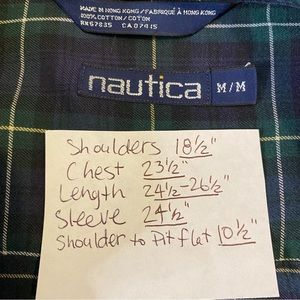 MADE IN HONG KONG / FABRIQUÉ À HONG KONG
100% COTTON / COTON
RN67835 CA07415
nautica M/M
Shoulders 18½"
Chest 23½"
Length 24½-26½"
Sleeve 24½"
Shoulder to Pit flat 10½"